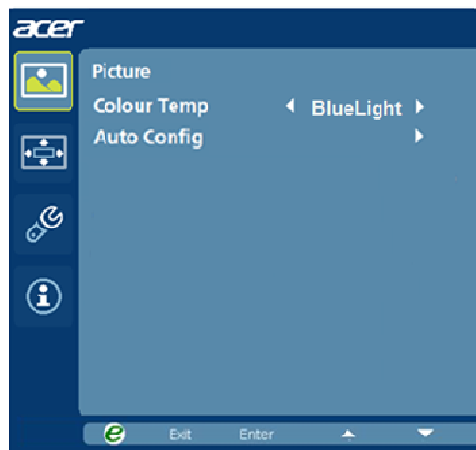 acer
Picture
Colour Temp BlueLight
Auto Config
e Exit Enter